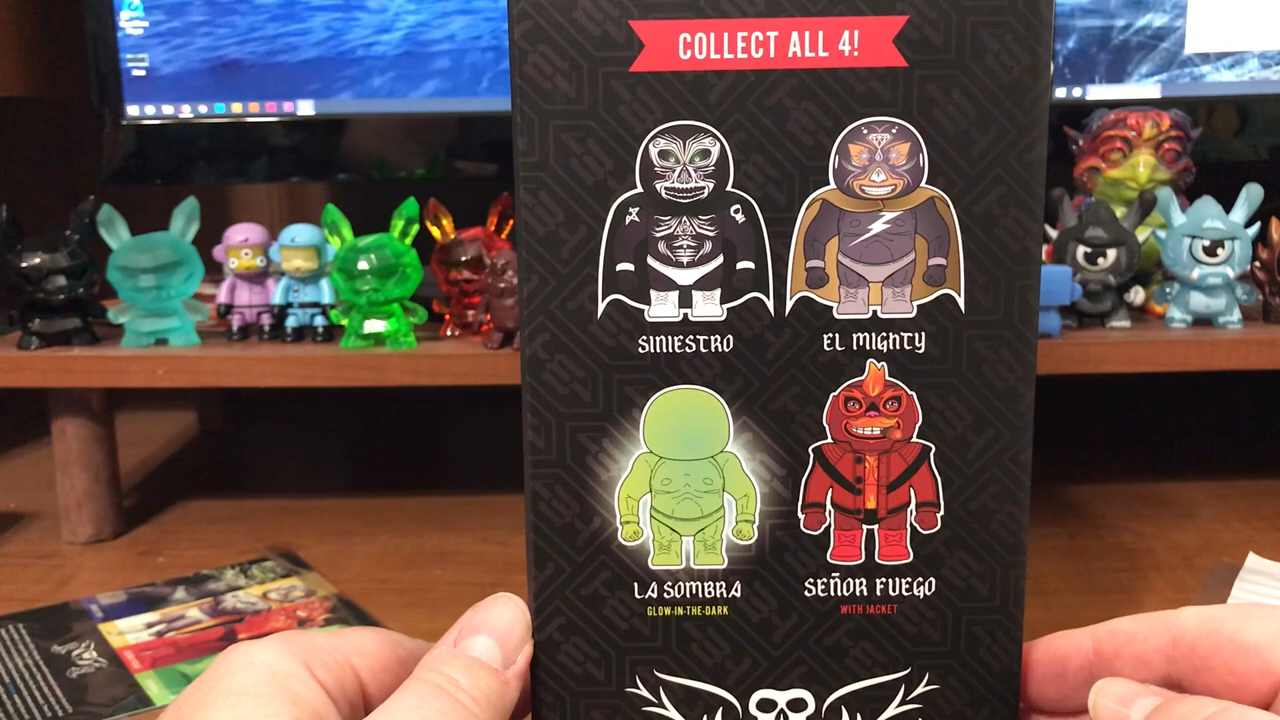 COLLECT ALL 4!
SINIESTRO
EL MIGHTY
LA SOMBRA
GLOW-IN-THE-DARK
SEÑOR FUEGO
WITH JACKET